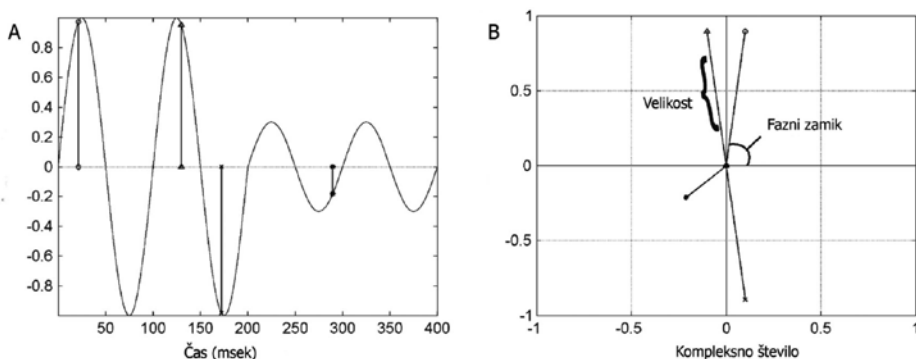 A
0.8
0.6
0.4
0.2
0
-0.2
-0.4
-0.6
-0.8
50 100 150 200 250 300 350 400
Čas (msek)
B
1
0.5
0
-0.5
-1
-1 -0.5 0 0.5 1
Velikost
Fazni zamik
Kompleksno število